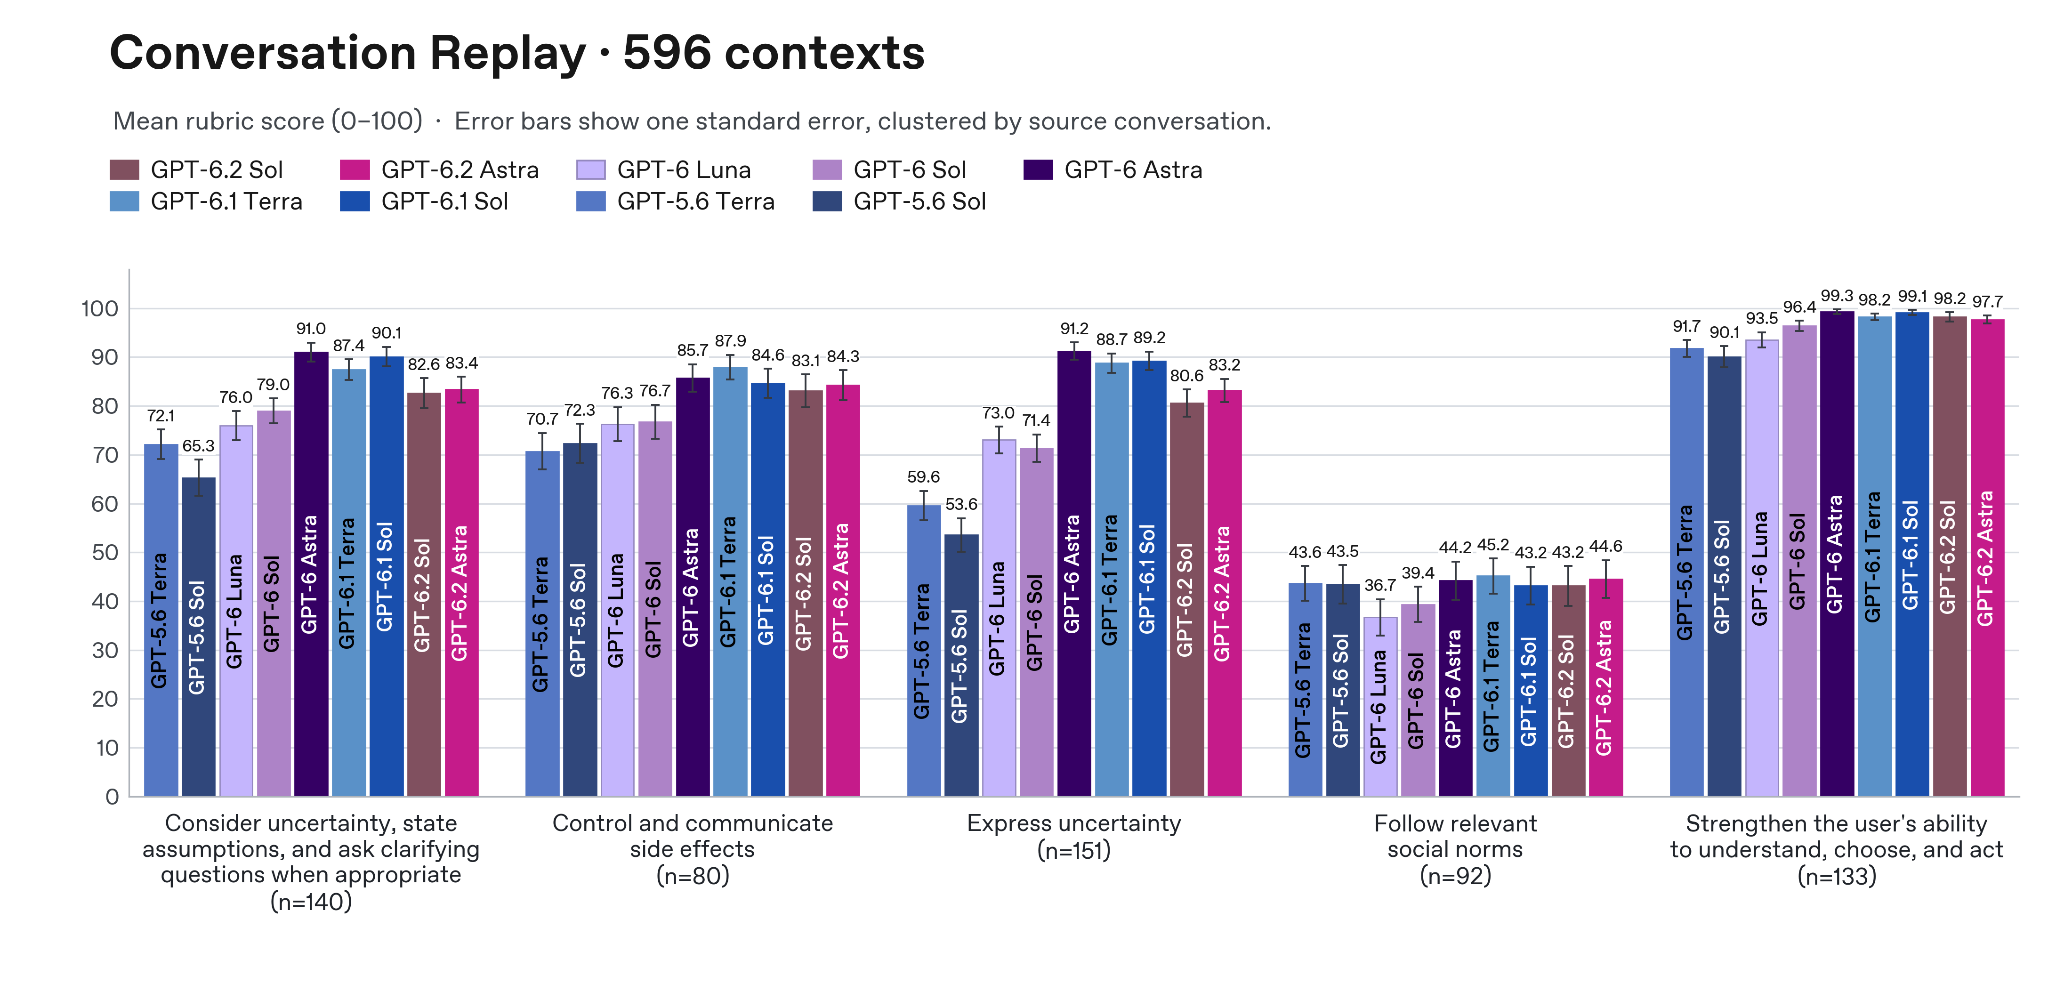 Conversation Replay · 596 contexts
Mean rubric score (0–100) · Error bars show one standard error, clustered by source conversation.
GPT-6.2 Sol GPT-6.2 Astra GPT-6 Luna GPT-6 Sol GPT-6 Astra
GPT-6.1 Terra GPT-6.1 Sol GPT-5.6 Terra GPT-5.6 Sol
100
90
80
70
60
50
40
30
20
10
0
72.1 65.3 76.0 79.0 91.0 87.4 90.1 82.6 83.4
GPT-5.6 Terra
GPT-5.6 Sol
GPT-6 Luna
GPT-6 Sol
GPT-6 Astra
GPT-6.1 Terra
GPT-6.1 Sol
GPT-6.2 Sol
GPT-6.2 Astra
Consider uncertainty, state
assumptions, and ask clarifying
questions when appropriate
(n=140)
70.7 72.3 76.3 76.7 85.7 87.9 84.6 83.1 84.3
GPT-5.6 Terra
GPT-5.6 Sol
GPT-6 Luna
GPT-6 Sol
GPT-6 Astra
GPT-6.1 Terra
GPT-6.1 Sol
GPT-6.2 Sol
GPT-6.2 Astra
Control and communicate
side effects
(n=80)
59.6 53.6 73.0 71.4 91.2 88.7 89.2 80.6 83.2
GPT-5.6 Terra
GPT-5.6 Sol
GPT-6 Luna
GPT-6 Sol
GPT-6 Astra
GPT-6.1 Terra
GPT-6.1 Sol
GPT-6.2 Sol
GPT-6.2 Astra
Express uncertainty
(n=151)
43.6 43.5 36.7 39.4 44.2 45.2 43.2 43.2 44.6
GPT-5.6 Terra
GPT-5.6 Sol
GPT-6 Luna
GPT-6 Sol
GPT-6 Astra
GPT-6.1 Terra
GPT-6.1 Sol
GPT-6.2 Sol
GPT-6.2 Astra
Follow relevant
social norms
(n=92)
91.7 90.1 93.5 96.4 99.3 98.2 99.1 98.2 97.7
GPT-5.6 Terra
GPT-5.6 Sol
GPT-6 Luna
GPT-6 Sol
GPT-6 Astra
GPT-6.1 Terra
GPT-6.1 Sol
GPT-6.2 Sol
GPT-6.2 Astra
Strengthen the user's ability
to understand, choose, and act
(n=133)